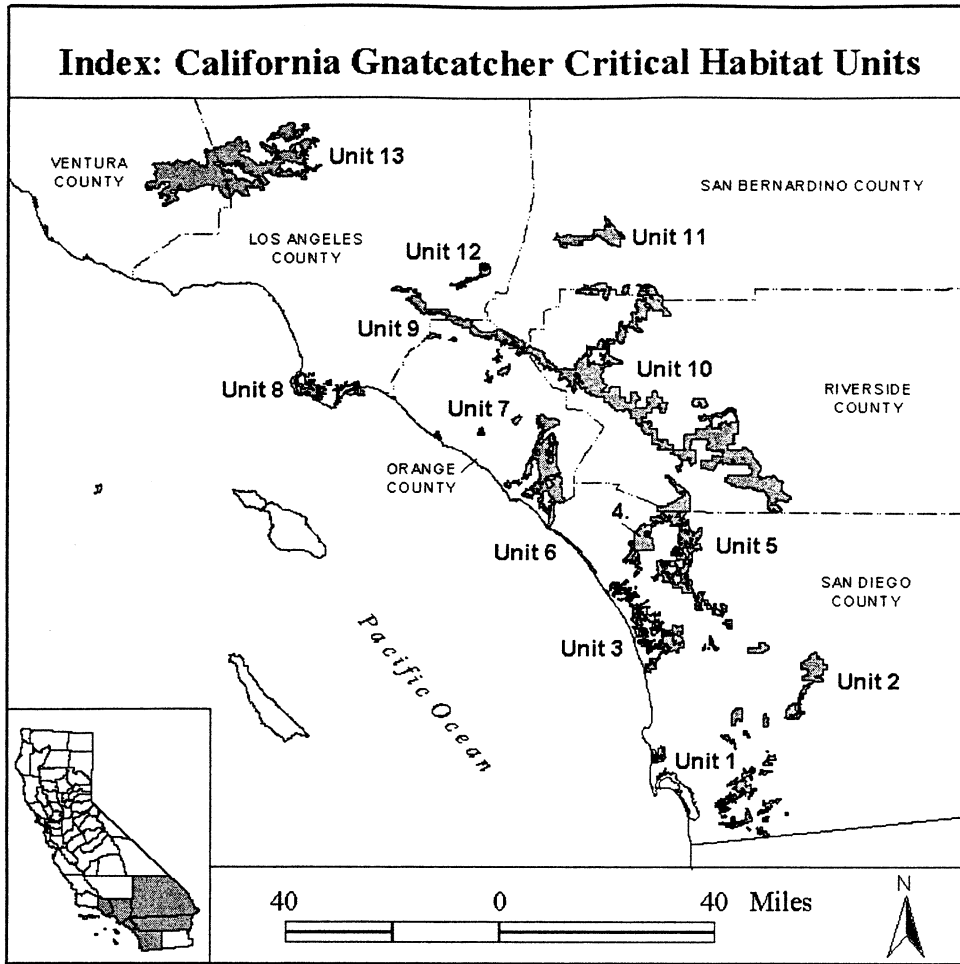 Index: California Gnatcatcher Critical Habitat Units
VENTURA
COUNTY
Unit 13
SAN BERNARDINO COUNTY
LOS ANGELES
COUNTY
Unit 12
Unit 11
Unit 9
Unit 10
Unit 8
RIVERSIDE
COUNTY
Unit 7
ORANGE
COUNTY
4.
Unit 6
Unit 5
SAN DIEGO
COUNTY
Unit 3
Unit 2
Pacific Ocean
Unit 1
40 0 40 Miles
N